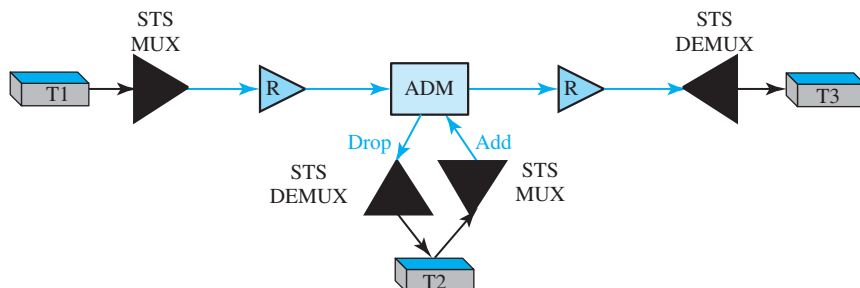 STS
MUX
STS
DEMUX
T1
R
ADM
R
T3
Drop
Add
STS
DEMUX
STS
MUX
T2